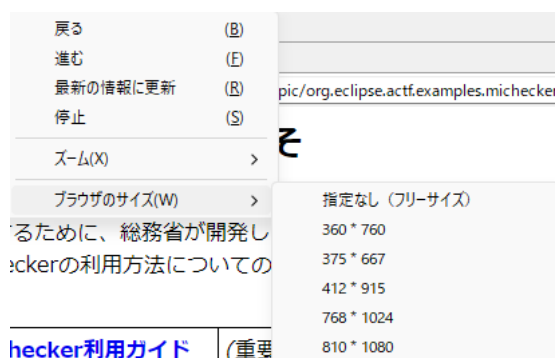 戻る (B)
進む (F)
最新の情報に更新 (R)
pic/org.eclipse.actf.examples.michecker
停止 (S)
そ
ズーム(X)
ブラウザのサイズ(W)
指定なし（フリーサイズ）
するために、総務省が開発し
360 * 760
eckerの利用方法についての
375 * 667
412 * 915
768 * 1024
hecker利用ガイド (重要
810 * 1080